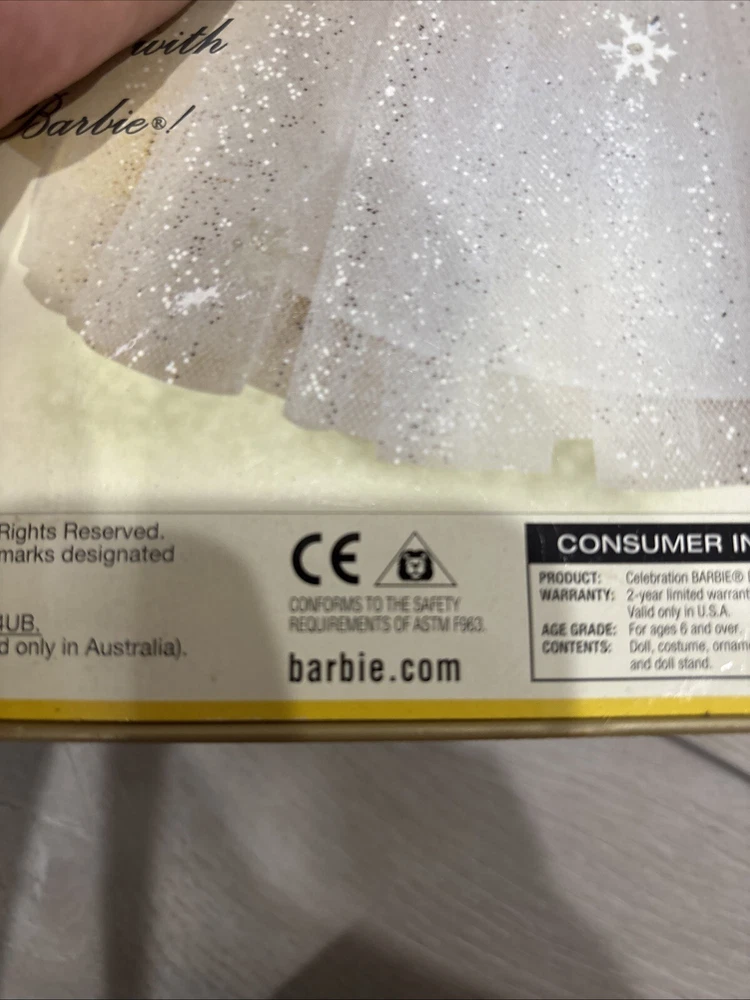 with
Barbie®!
Rights Reserved.
marks designated
4UB.
d only in Australia).
CE
CONFORMS TO THE SAFETY
REQUIREMENTS OF ASTM F963.
barbie.com
CONSUMER IN
PRODUCT: Celebration BARBIE®
WARRANTY: 2-year limited warrant
Valid only in U.S.A.
AGE GRADE: For ages 6 and over.
CONTENTS: Doll, costume, ornam
and doll stand.